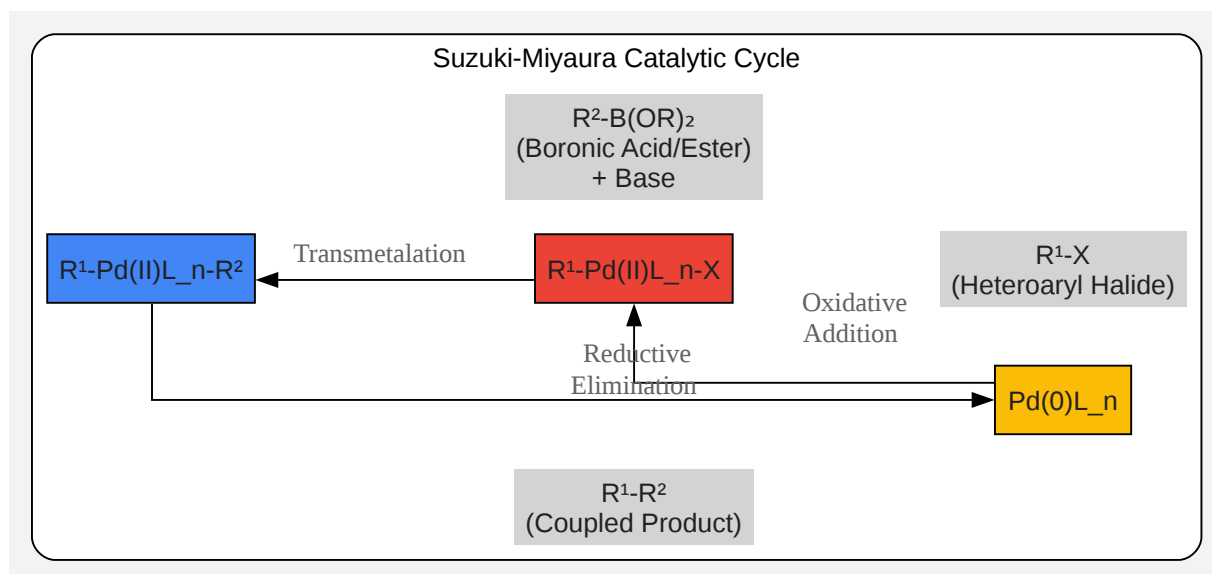 Suzuki-Miyaura Catalytic Cycle
R²-B(OR)₂
(Boronic Acid/Ester)
+ Base
R¹-Pd(II)L_n-R²
Transmetalation
R¹-Pd(II)L_n-X
R¹-X
(Heteroaryl Halide)
Oxidative
Addition
Reductive
Elimination
Pd(0)L_n
R¹-R²
(Coupled Product)